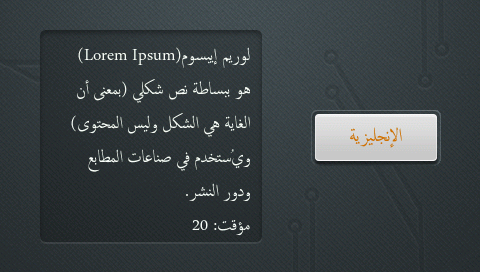 لوريم إيبسوم(Lorem Ipsum)
هو ببساطة نص شكلي (بمعنى أن
الغاية هي الشكل وليس المحتوى)
ويُستخدم في صناعات المطابع
ودور النشر.
مؤقت: 20
الإنجليزية